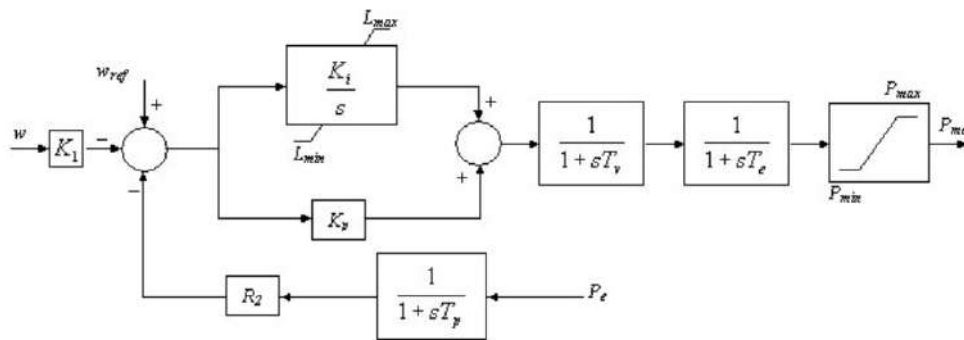 L_max
w_ref
K_i
s
P_max
w
K_1
L_min
1
1 + sT_v
1
1 + sT_e
P_me
P_min
K_p
R_2
1
1 + sT_p
P_e
+
−
−
+
+